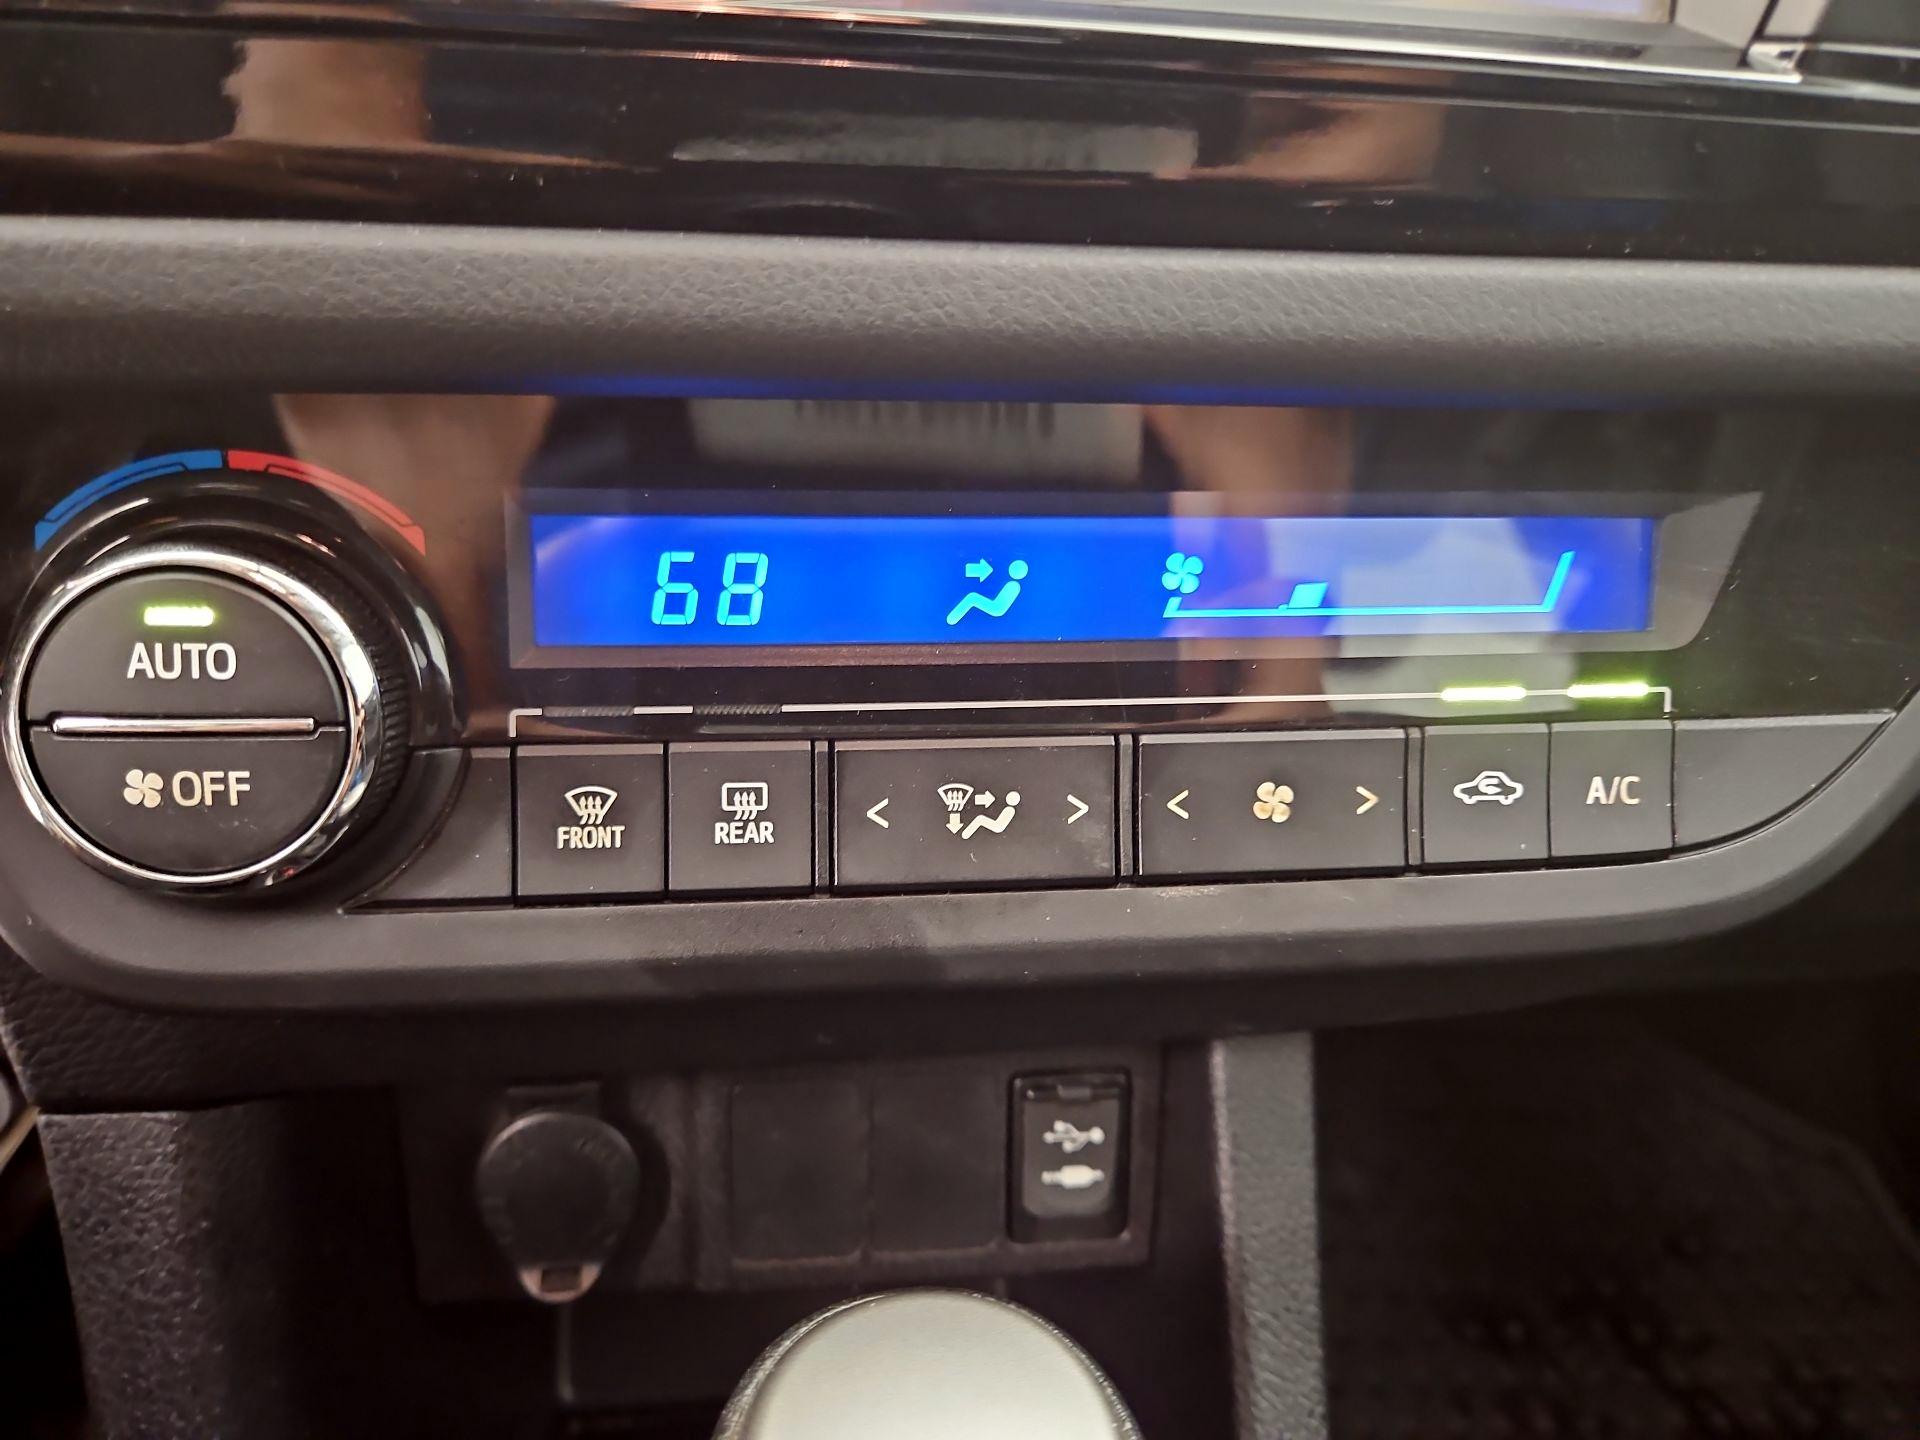 68
AUTO
OFF
FRONT
REAR
< >
< >
A/C